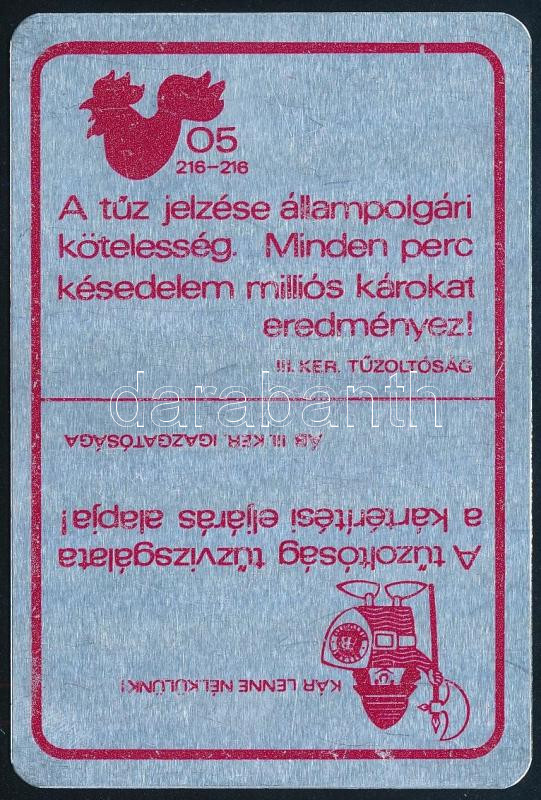 05
216-216
A tűz jelzése állampolgári
kötelesség. Minden perc
késedelem milliós károkat
eredményez!
III. KER. TŰZOLTÓSÁG
darabanth
KÁR LENNE NÉLKÜLÜNK!
A tűzoltóság tűzvizsgálata
a kártérítési eljárás alapja!
ÁB III. KER. IGAZGATÓSÁGA